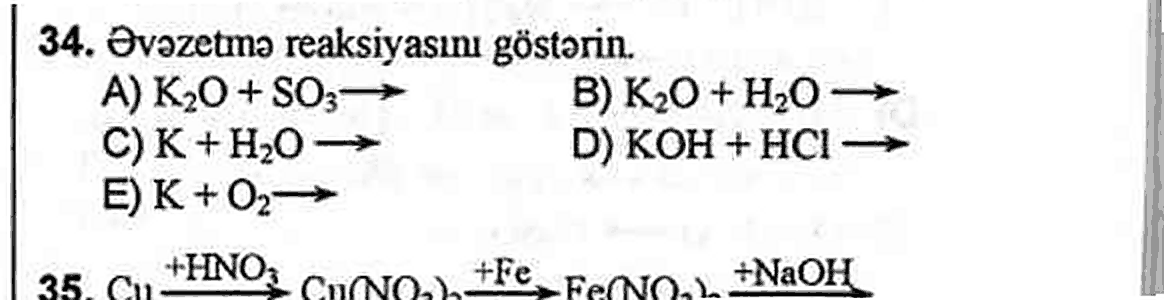 34. Əvəzetmə reaksiyasını göstərin.
A) K₂O + SO₃ → B) K₂O + H₂O →
C) K + H₂O → D) KOH + HCl →
E) K + O₂ →
35. Cu +HNO₃ → Cu(NO₃)₂ +Fe → Fe(NO₃)₂ +NaOH →